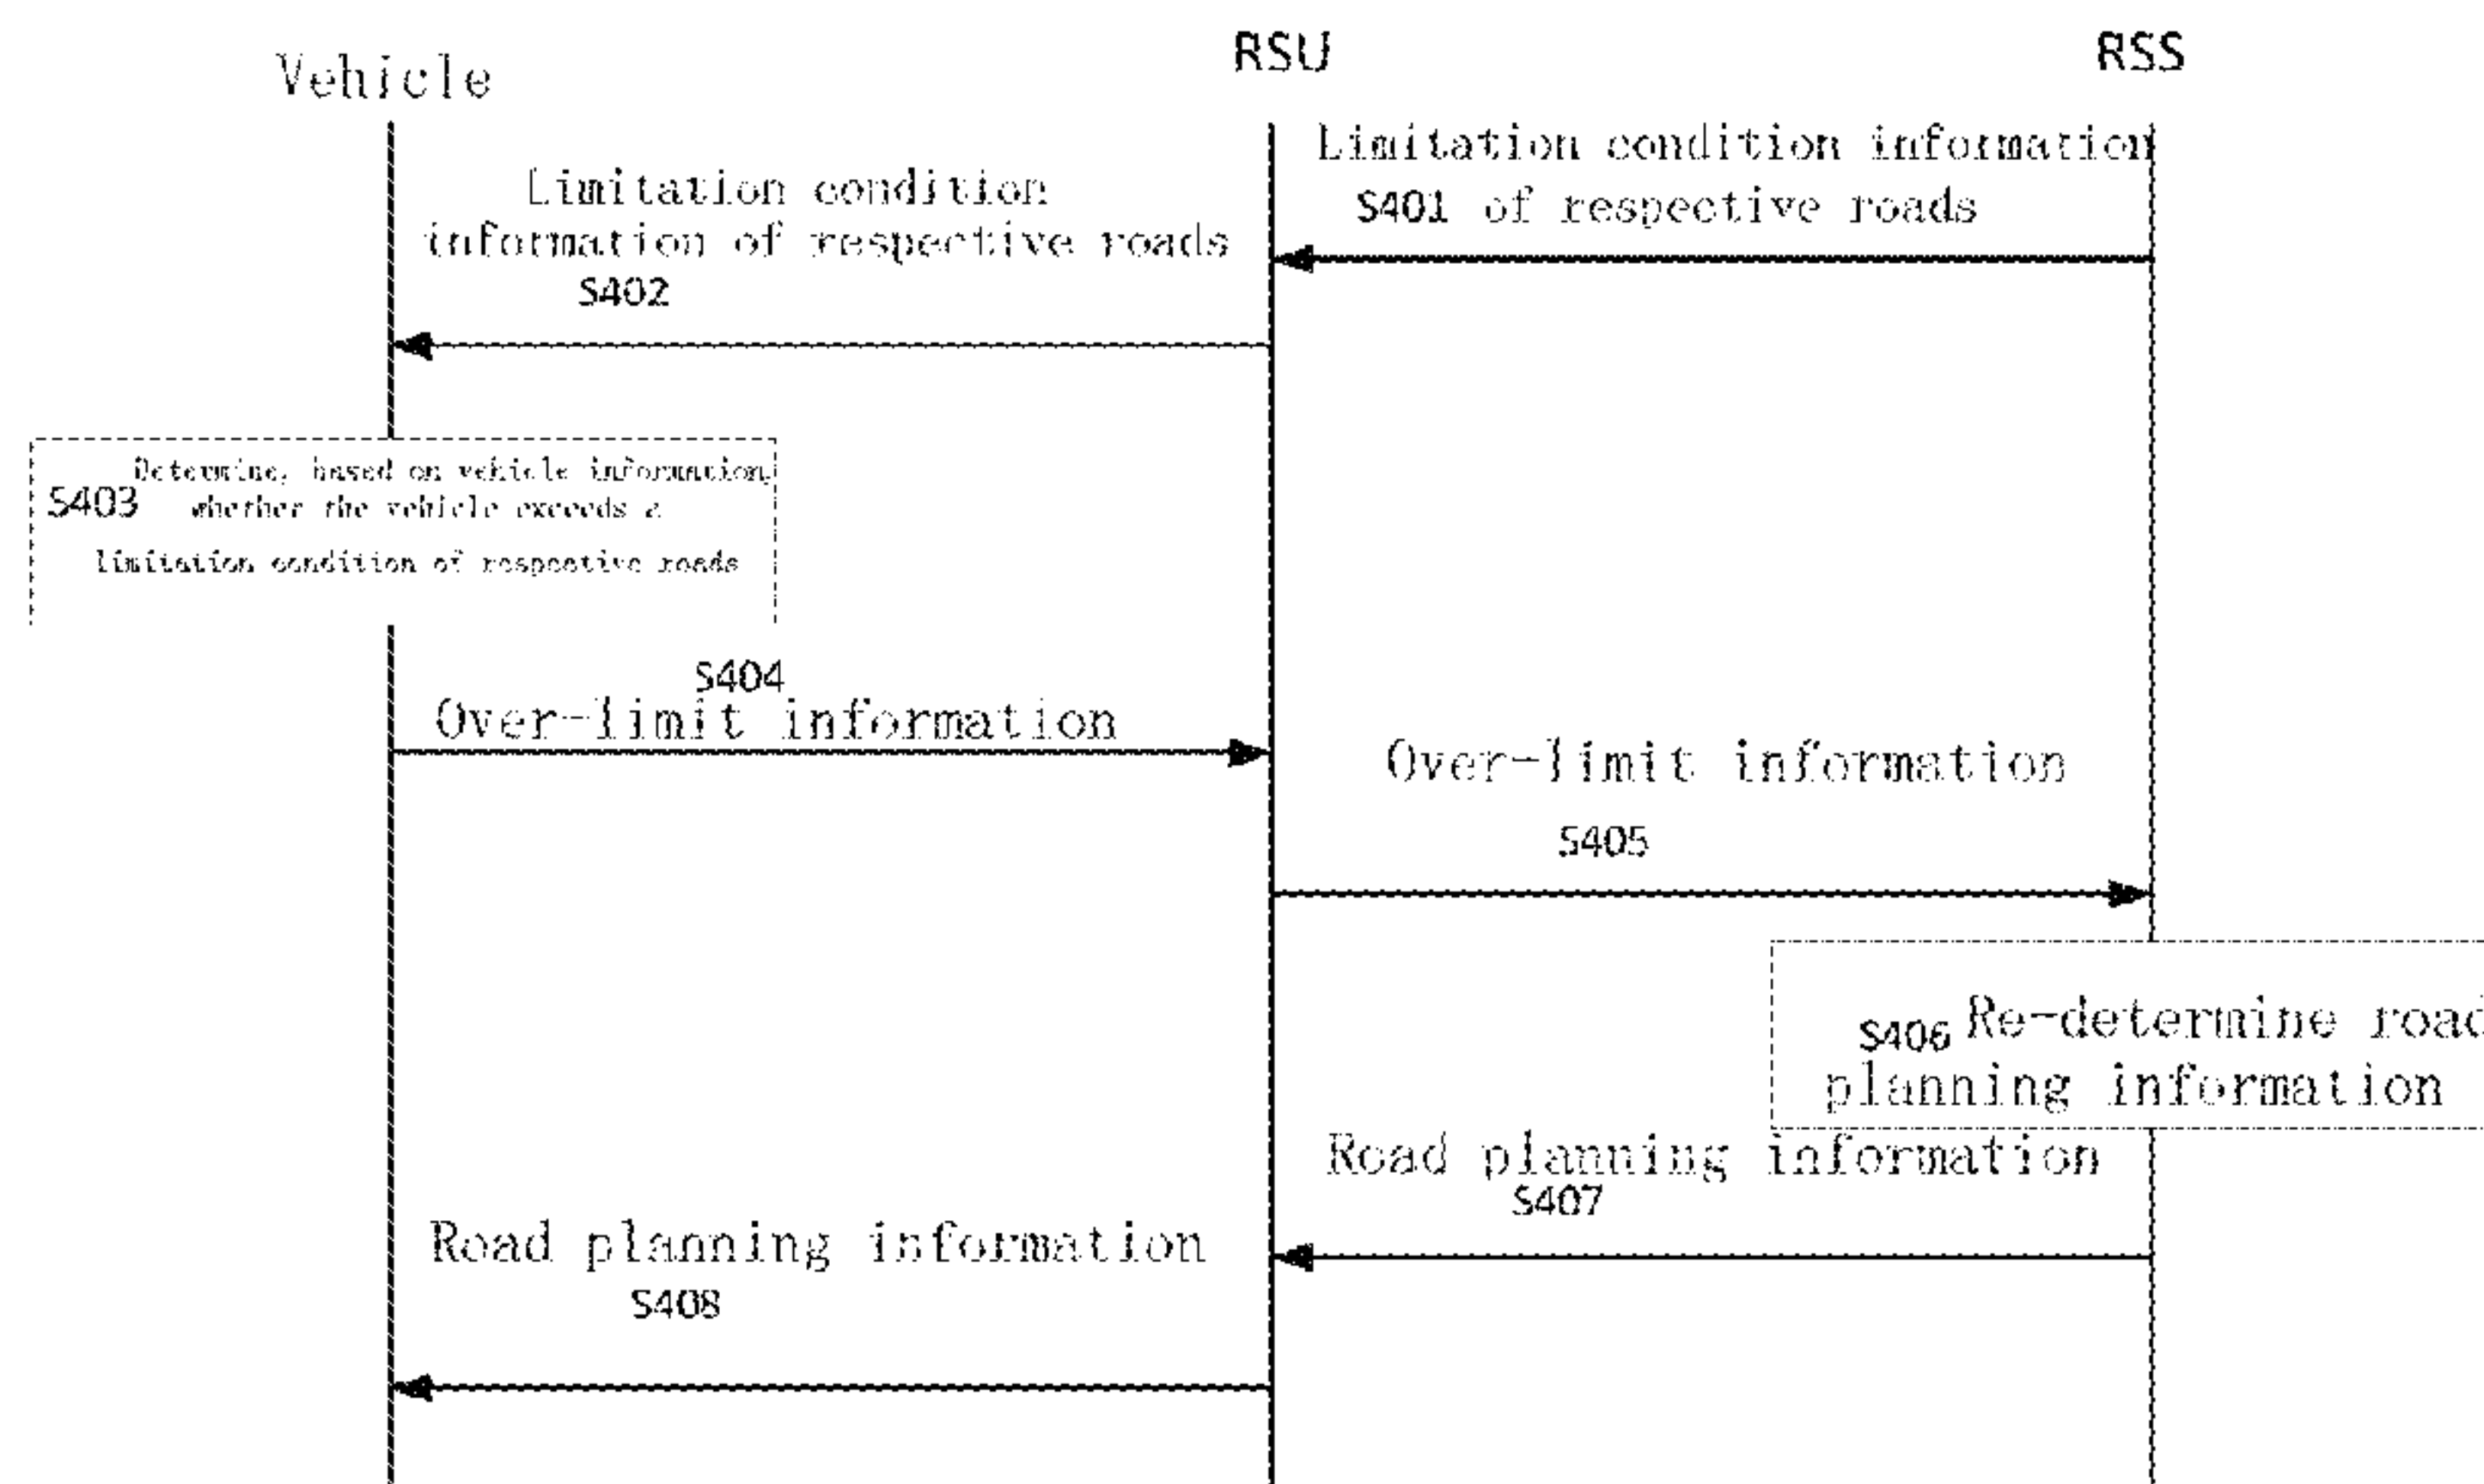 Vehicle
RSU
RSS
Limitation condition information
S401 of respective roads
Limitation condition
information of respective roads
S402
Determine, based on vehicle information,
S403 whether the vehicle exceeds a
limitation condition of respective roads
S404
Over-limit information
Over-limit information
S405
S406 Re-determine road
planning information
Road planning information
S407
Road planning information
S408